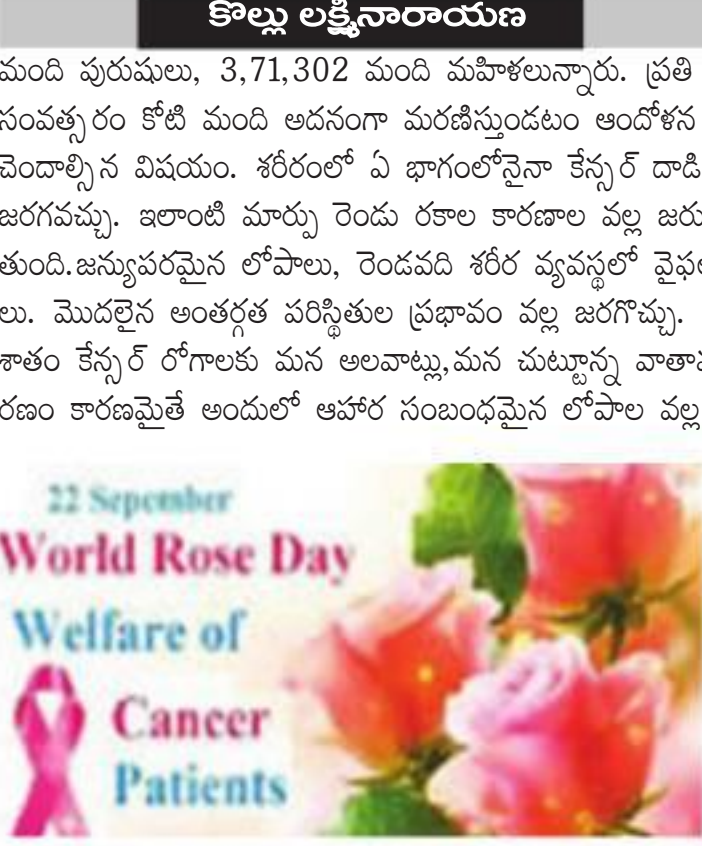 కొల్లు లక్ష్మీనారాయణ
మంది పురుషులు, 3,71,302 మంది మహిళలున్నారు. ప్రతి
సంవత్సరం కోటి మంది అదనంగా మరణిస్తుండటం ఆందోళన
చెందాల్సిన విషయం. శరీరంలో ఏ భాగంలోనైనా కేన్సర్ దాడి
జరగవచ్చు. ఇలాంటి మార్పు రెండు రకాల కారణాల వల్ల జరు
తుంది.జన్యుపరమైన లోపాలు, రెండవది శరీర వ్యవస్థలో వైఫల
లు. మొదలైన అంతర్గత పరిస్థితుల ప్రభావం వల్ల జరగొచ్చు.
శాతం కేన్సర్ రోగాలకు మన అలవాట్లు,మన చుట్టూన్న వాతావ
రణం కారణమైతే అందులో ఆహార సంబంధమైన లోపాల వల్ల
22 Sepember
World Rose Day
Welfare of
Cancer
Patients